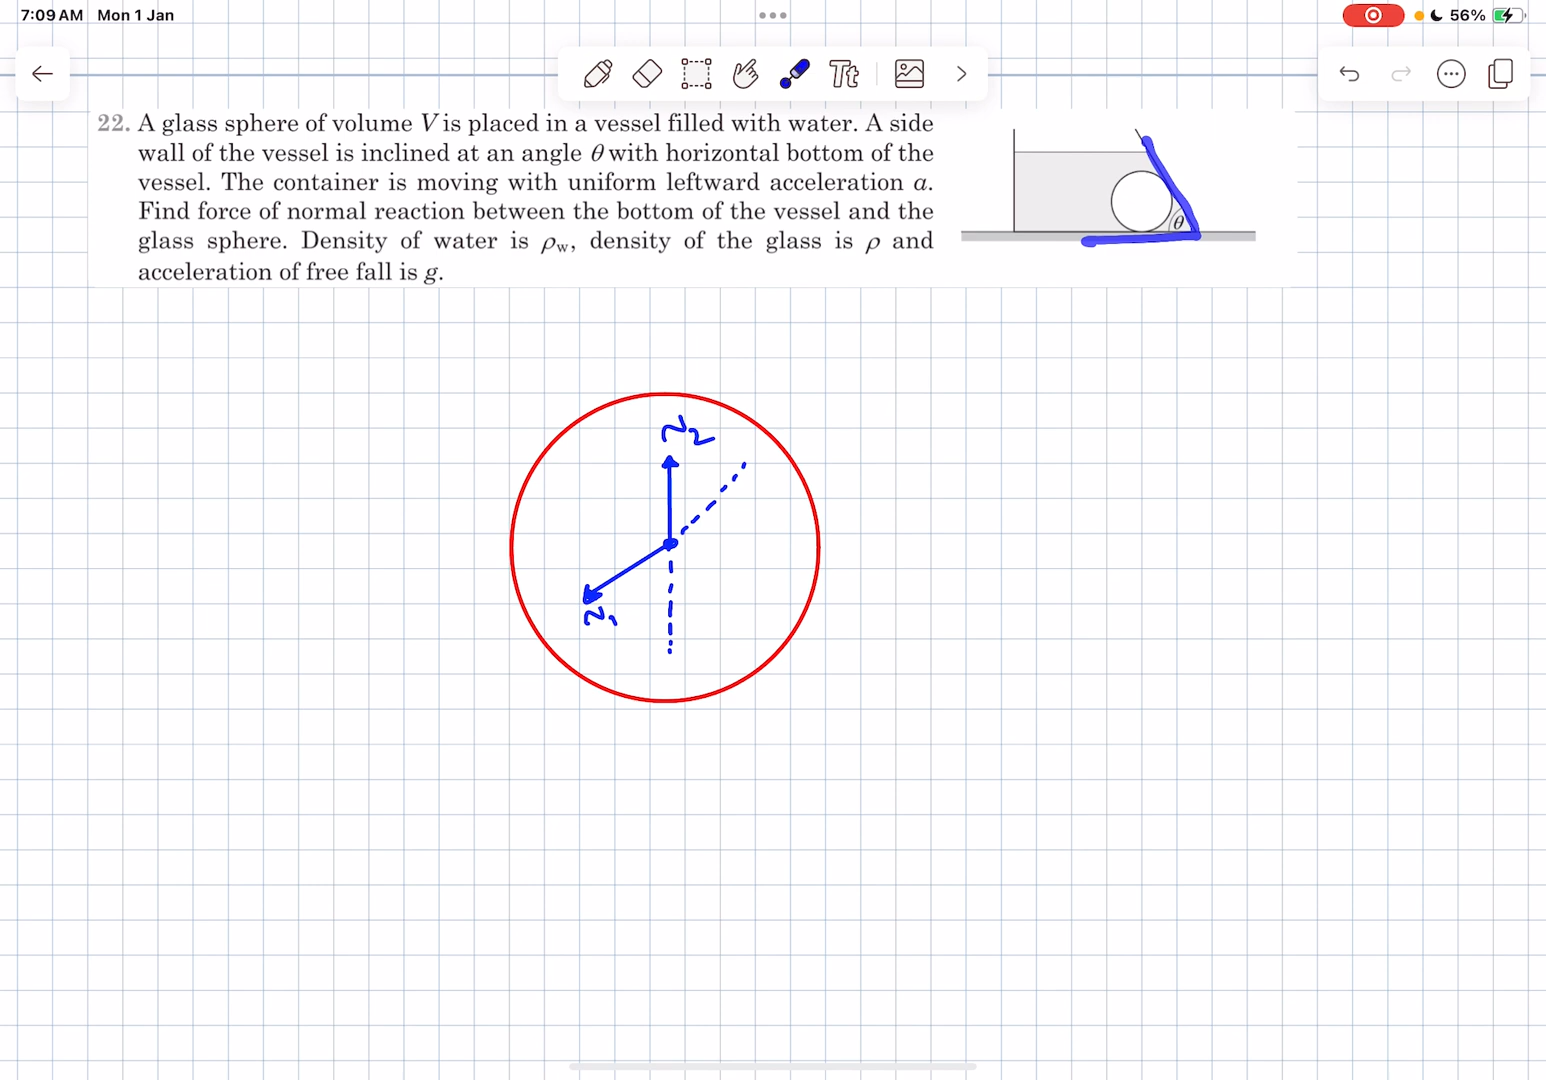 7:09 AM Mon 1 Jan
56%
Tt
22. A glass sphere of volume V is placed in a vessel filled with water. A side
wall of the vessel is inclined at an angle θ with horizontal bottom of the
vessel. The container is moving with uniform leftward acceleration a.
Find force of normal reaction between the bottom of the vessel and the
glass sphere. Density of water is ρw, density of the glass is ρ and
acceleration of free fall is g.
θ
N2
N1